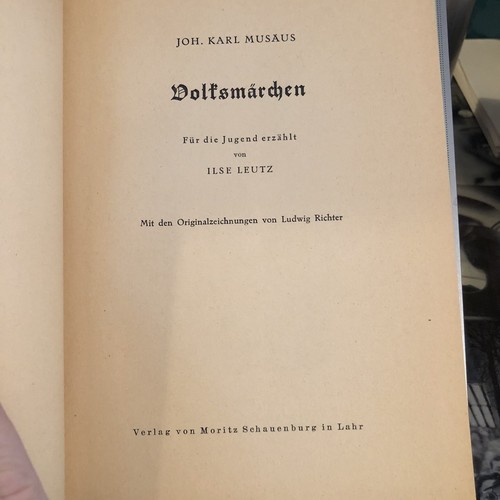 JOH. KARL MUSÄUS
Volksmärchen
Für die Jugend erzählt
von
ILSE LEUTZ
Mit den Originalzeichnungen von Ludwig Richter
Verlag von Moritz Schauenburg in Lahr